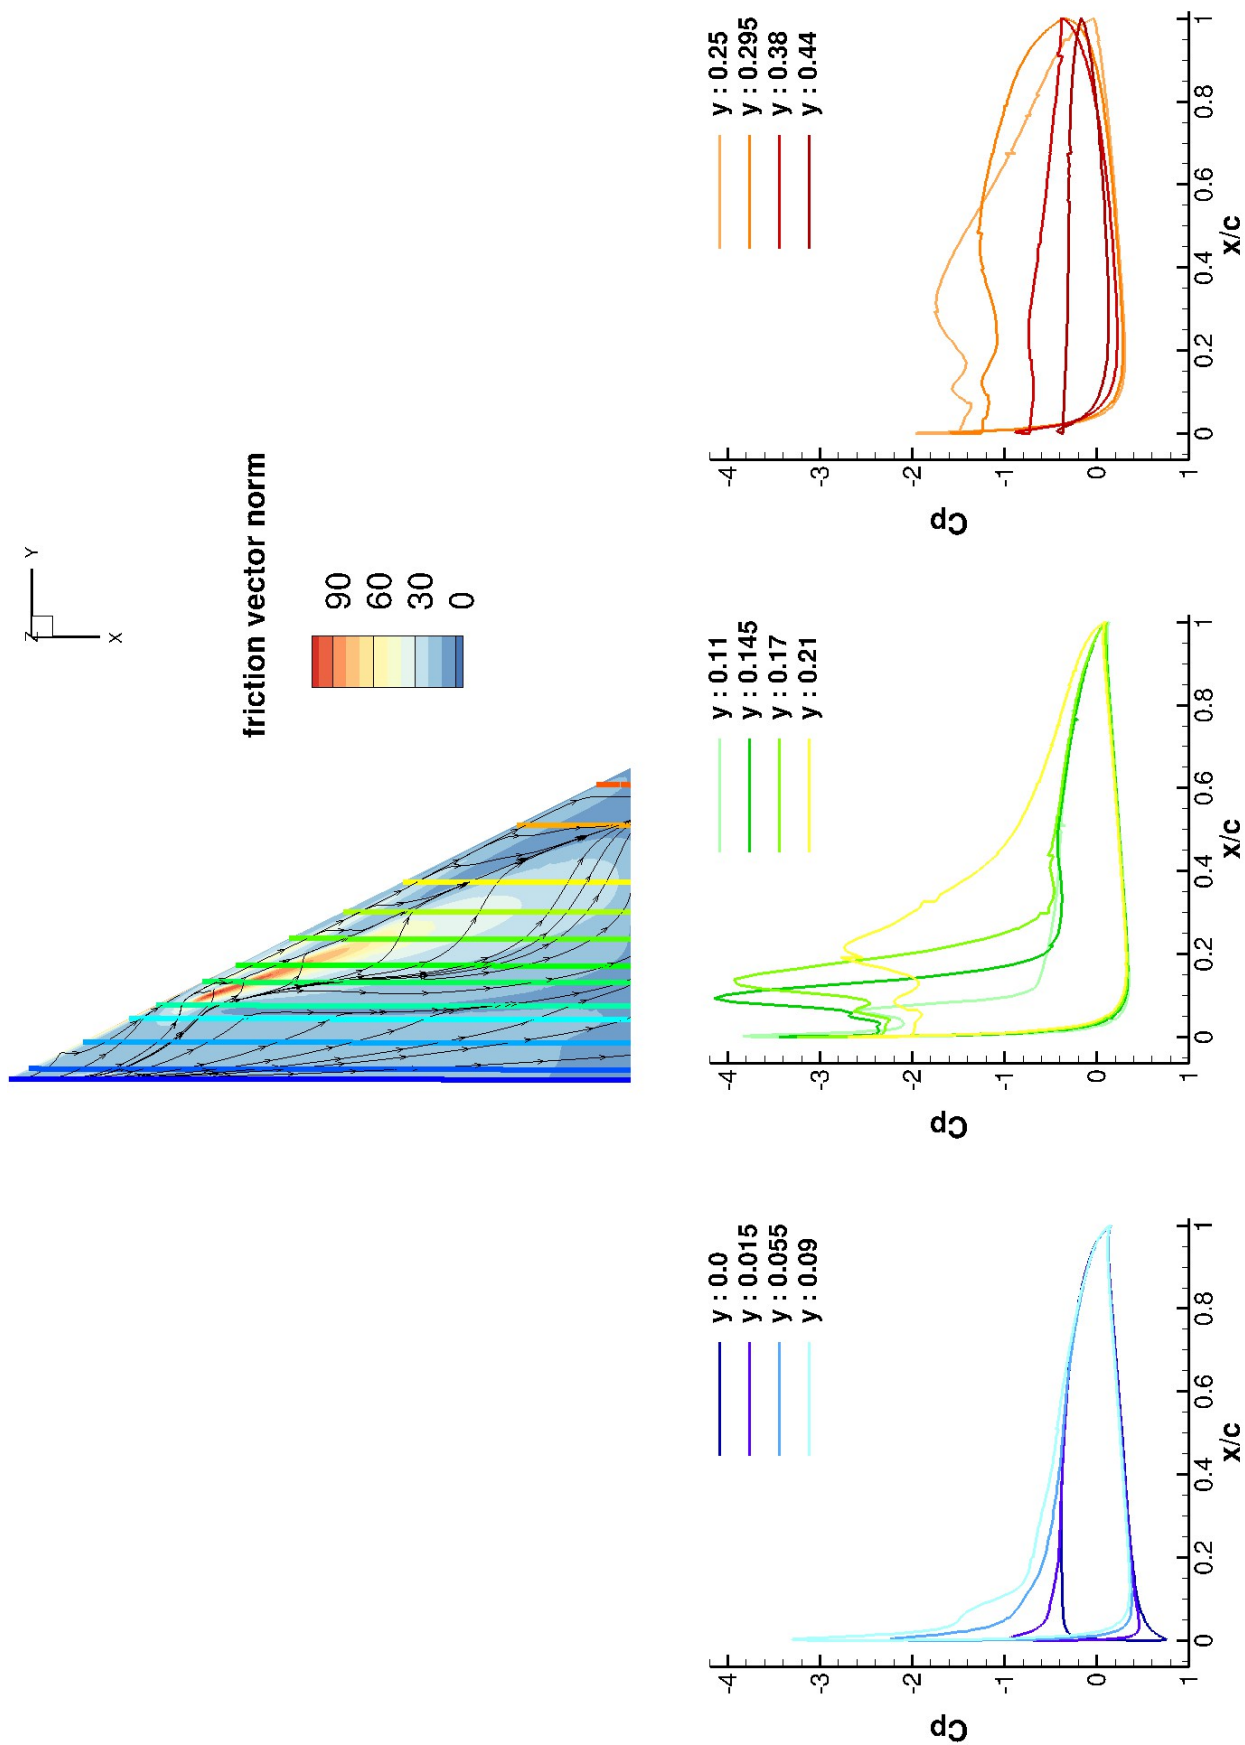 Z
Y
X
friction vector norm
90
60
30
0
y : 0.0
y : 0.015
y : 0.055
y : 0.09
-4
-3
-2
-1
0
1
Cp
0
0.2
0.4
0.6
0.8
1
x/c
y : 0.11
y : 0.145
y : 0.17
y : 0.21
-4
-3
-2
-1
0
1
Cp
0
0.2
0.4
0.6
0.8
1
x/c
y : 0.25
y : 0.295
y : 0.38
y : 0.44
-4
-3
-2
-1
0
1
Cp
0
0.2
0.4
0.6
0.8
1
x/c